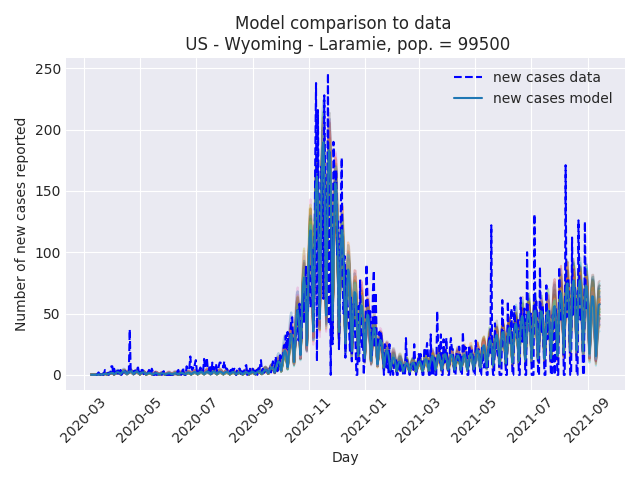 Model comparison to data
US - Wyoming - Laramie, pop. = 99500
250
200
150
100
50
0
Number of new cases reported
new cases data
new cases model
2020-03
2020-05
2020-07
2020-09
2020-11
2021-01
2021-03
2021-05
2021-07
2021-09
Day